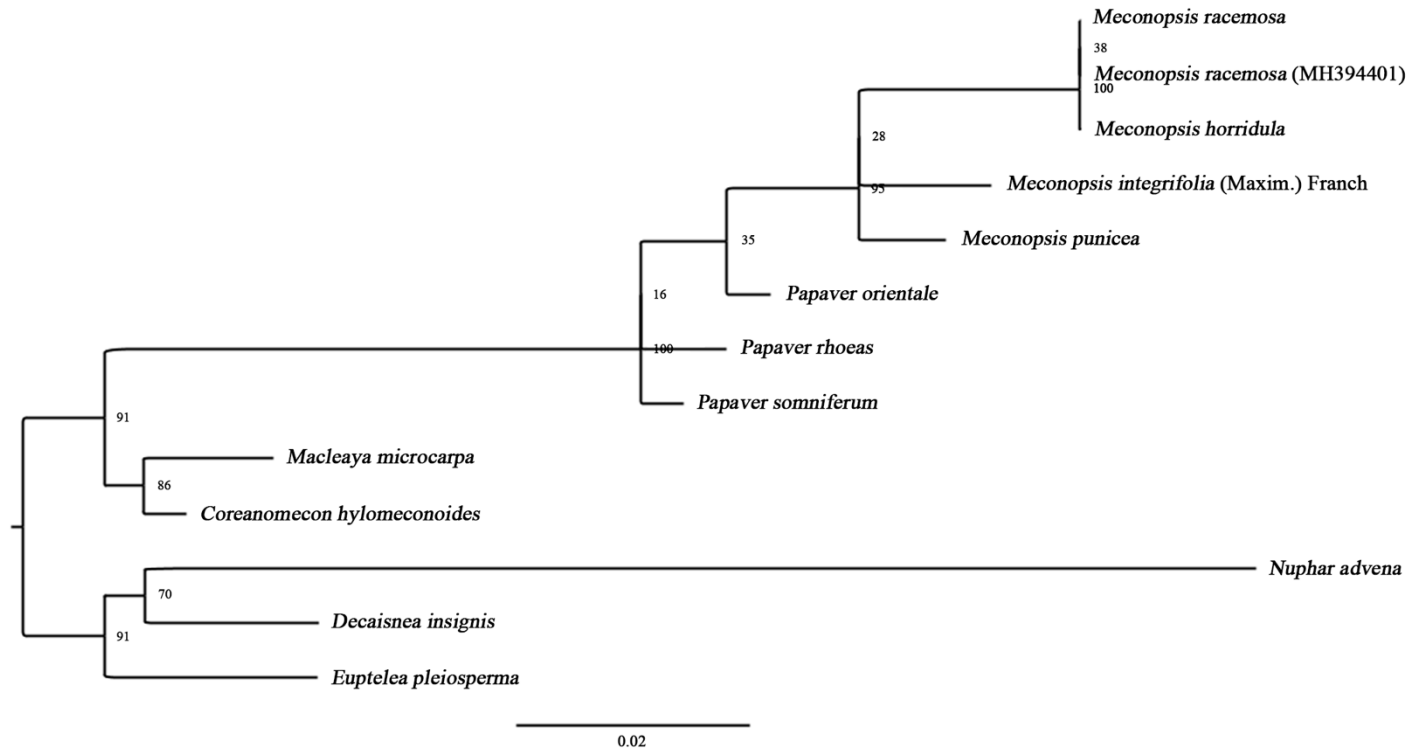 Meconopsis racemosa
38
Meconopsis racemosa (MH394401)
100
Meconopsis horridula
28
Meconopsis integrifolia (Maxim.) Franch
95
Meconopsis punicea
35
Papaver orientale
16
Papaver rhoeas
100
Papaver somniferum
91
Macleaya microcarpa
86
Coreanomecon hylomeconoides
Nuphar advena
70
Decaisnea insignis
91
Euptelea pleiosperma
0.02